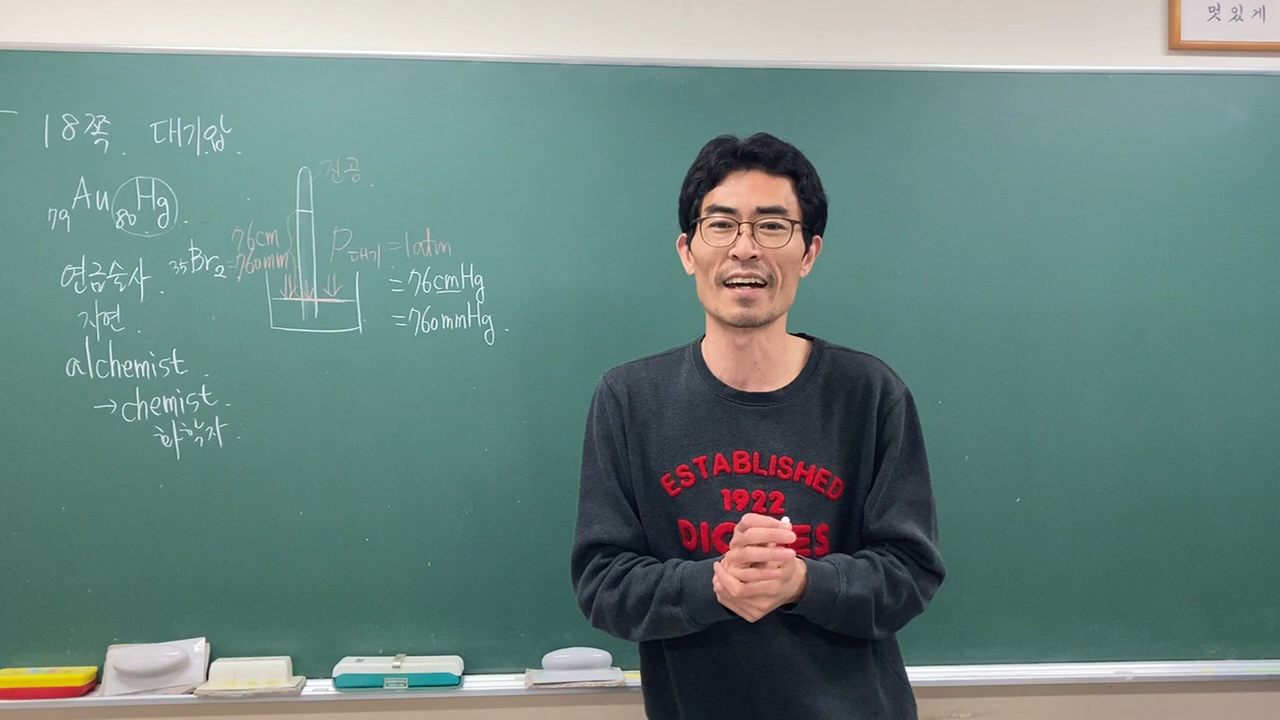 18쪽. 대기압.
79Au 80Hg.
연금술사.
자연.
alchemist.
→chemist.
화학자.
35Br2
진공.
76cm
=760mm
P대기=1atm
=76cmHg
=760mmHg.
멋있게
ESTABLISHED
1922